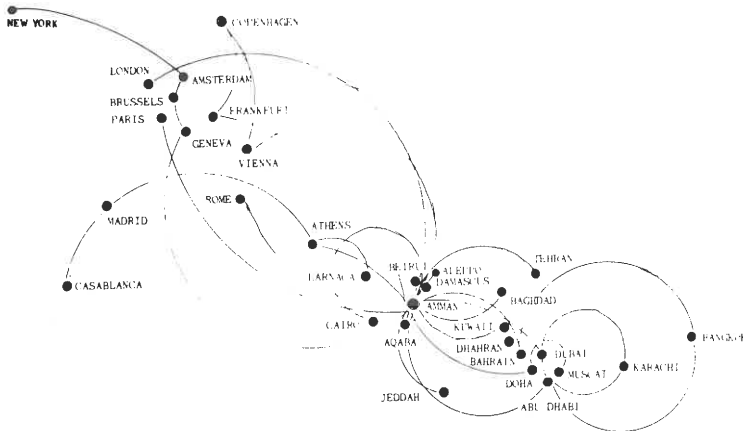 COPENHAGEN
NEW YORK
LONDON
AMSTERDAM
BRUSSELS
FRANKFURT
PARIS
GENEVA
VIENNA
ROME
MADRID
ATHENS
CASABLANCA
LARNACA
BEIRUT
ALEPPO
DAMASCUS
TEHRAN
BAGHDAD
AMMAN
CAIRO
AQABA
KUWAIT
DHAHRAN
BAHRAIN
DUBAI
BANGKOK
KARACHI
DOHA
MUSCAT
ABU DHABI
JEDDAH